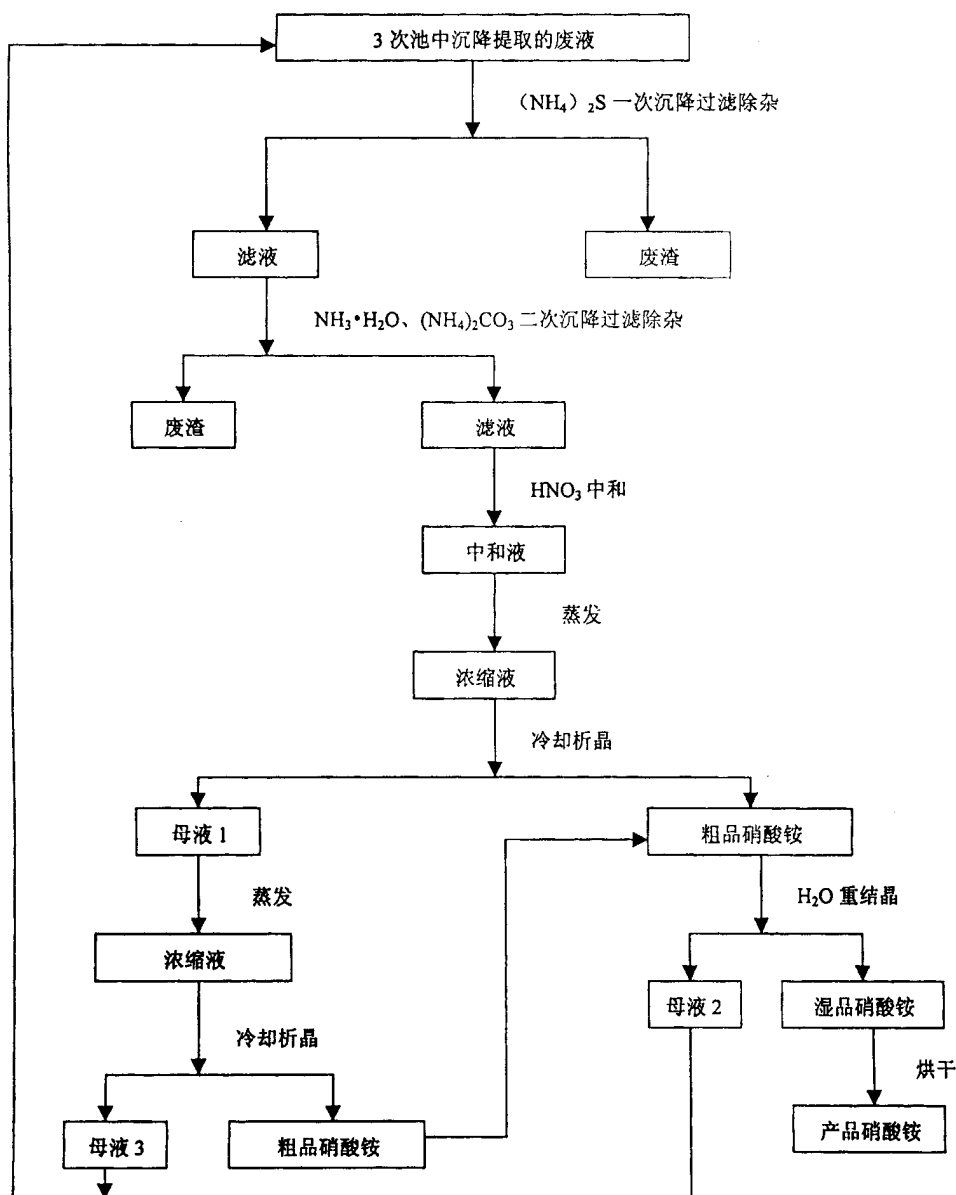 3 次池中沉降提取的废液
（NH₄）₂S 一次沉降过滤除杂
滤液
废渣
NH₃•H₂O、(NH₄)₂CO₃ 二次沉降过滤除杂
废渣
滤液
HNO₃ 中和
中和液
蒸发
浓缩液
冷却析晶
母液 1
粗品硝酸铵
蒸发
H₂O 重结晶
浓缩液
母液 2
湿品硝酸铵
冷却析晶
烘干
母液 3
粗品硝酸铵
产品硝酸铵